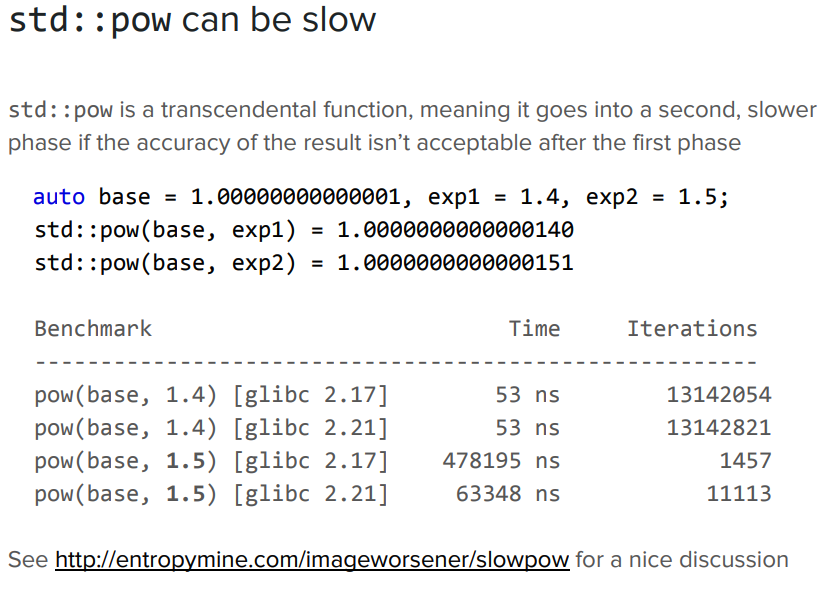 std::pow can be slow
std::pow is a transcendental function, meaning it goes into a second, slower
phase if the accuracy of the result isn’t acceptable after the first phase
auto base = 1.00000000000001, exp1 = 1.4, exp2 = 1.5;
std::pow(base, exp1) = 1.0000000000000140
std::pow(base, exp2) = 1.0000000000000151
Benchmark Time Iterations
-------------------------------------------------------
pow(base, 1.4) [glibc 2.17] 53 ns 13142054
pow(base, 1.4) [glibc 2.21] 53 ns 13142821
pow(base, 1.5) [glibc 2.17] 478195 ns 1457
pow(base, 1.5) [glibc 2.21] 63348 ns 11113
See http://entropymine.com/imageworsener/slowpow for a nice discussion